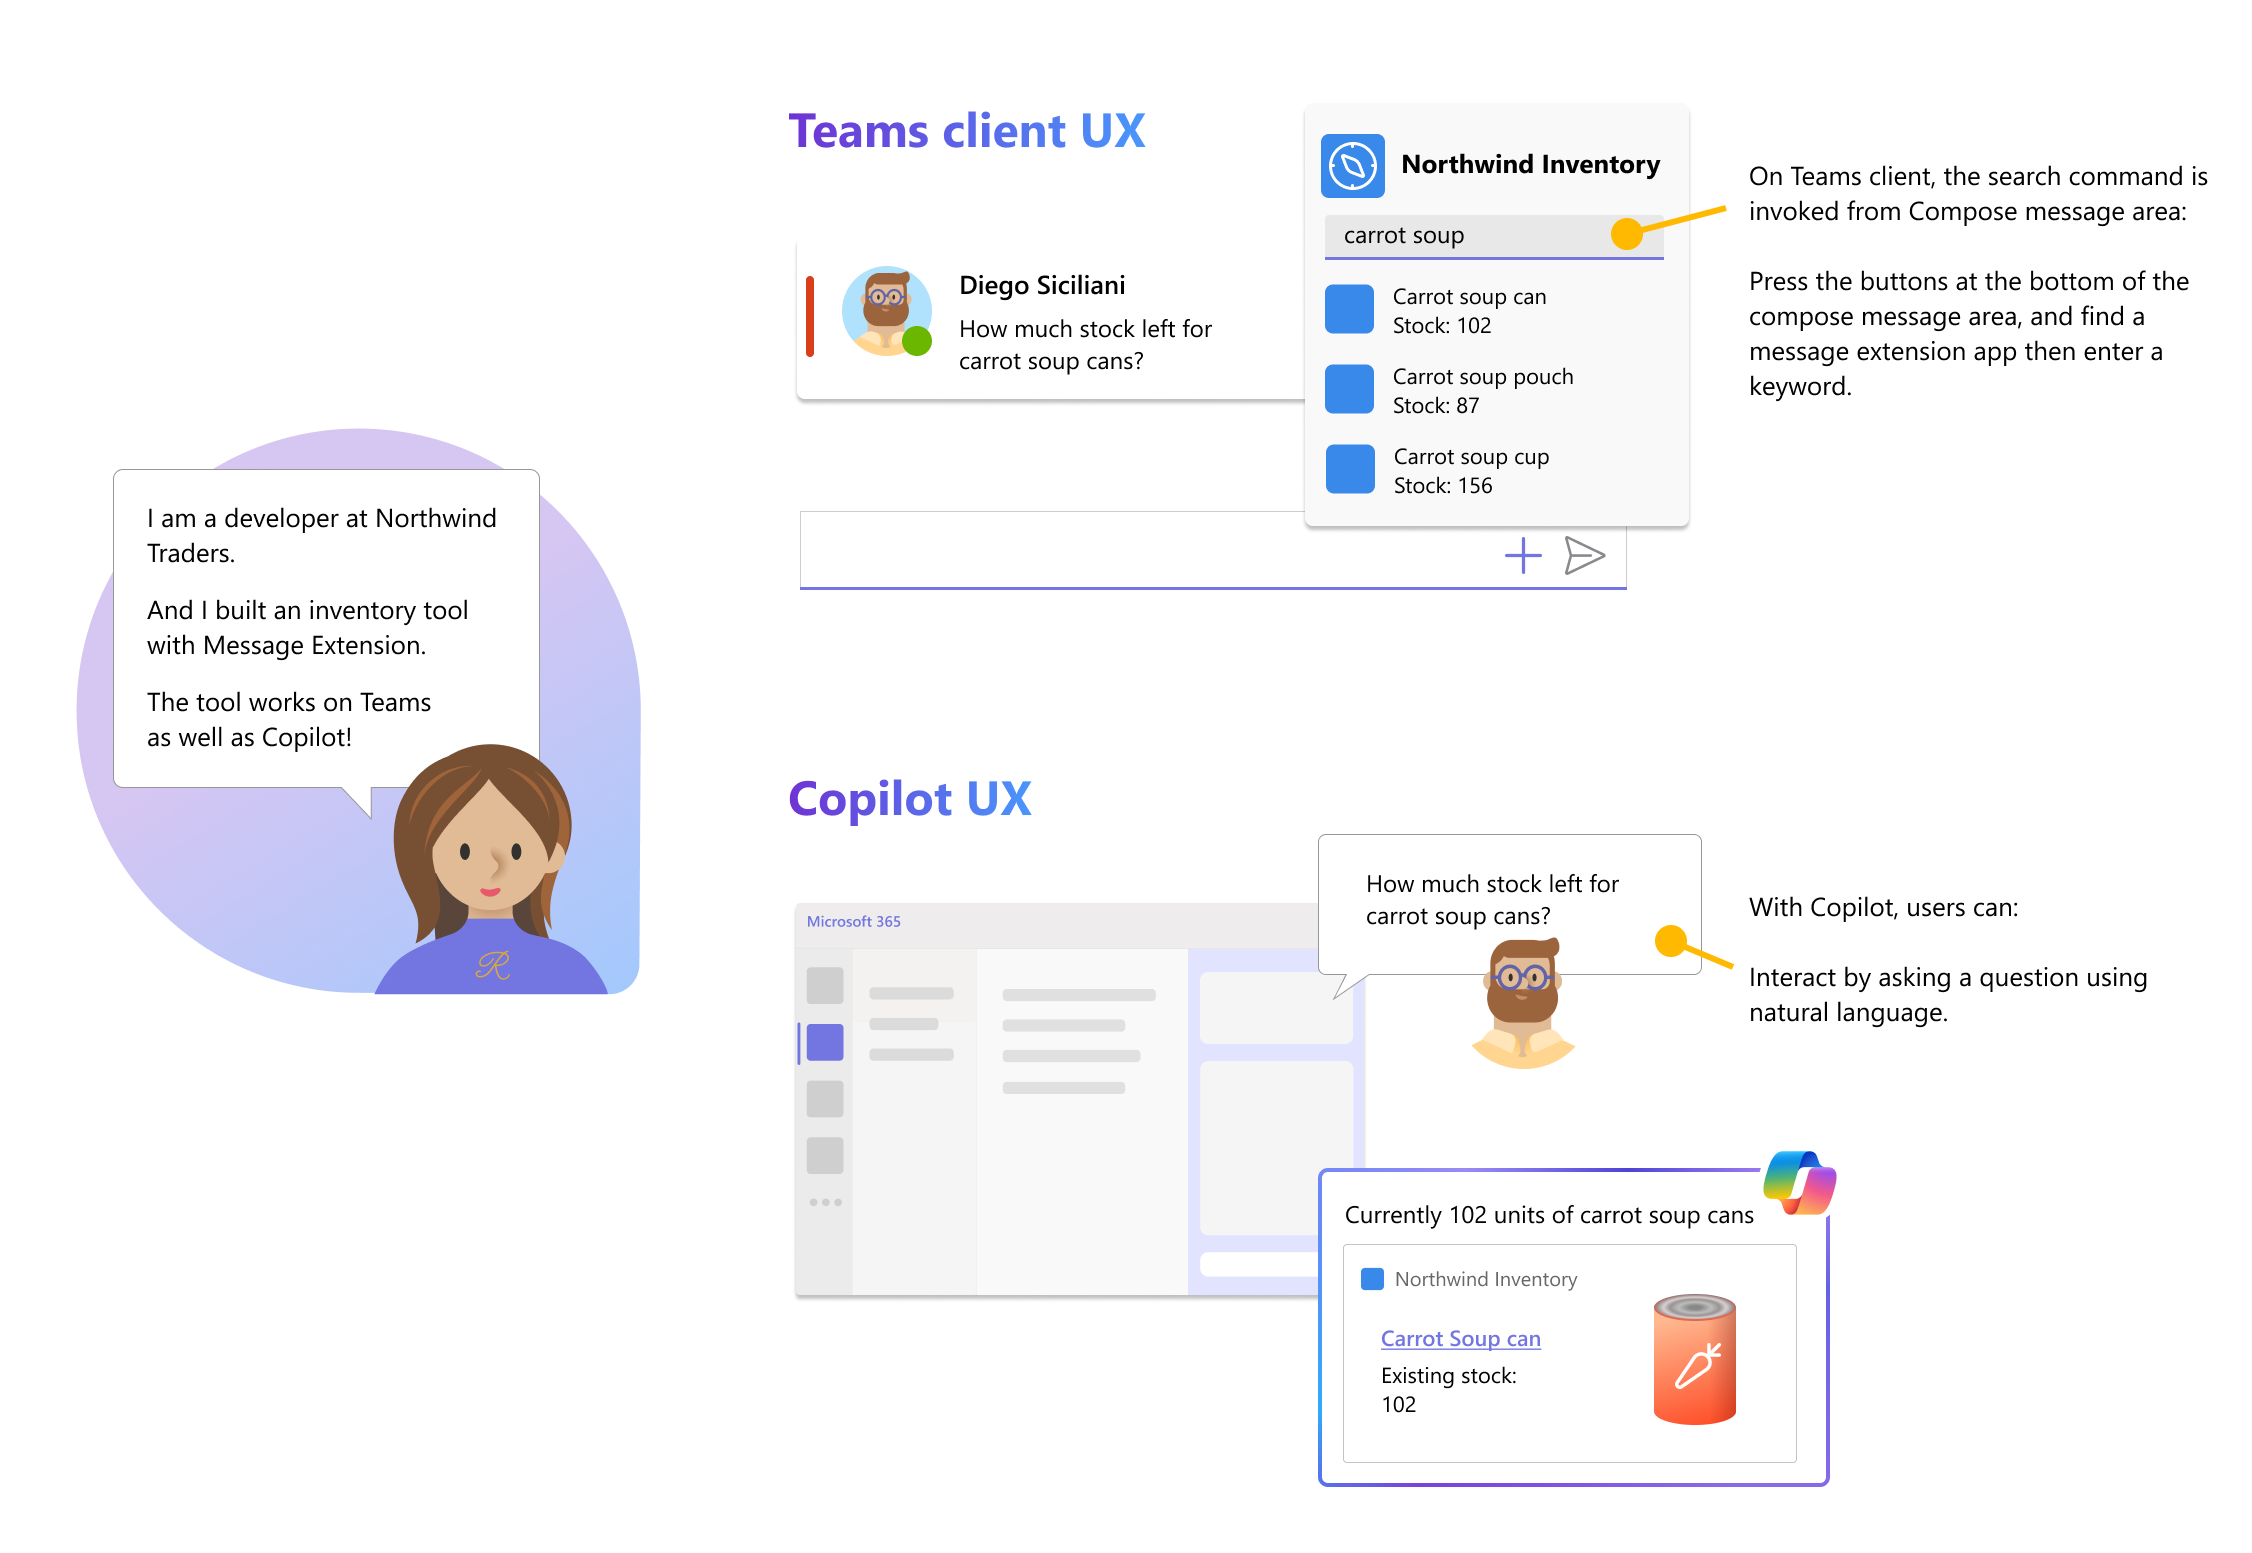 I am a developer at Northwind
Traders.
And I built an inventory tool
with Message Extension.
The tool works on Teams
as well as Copilot!
R
Teams client UX
Diego Siciliani
How much stock left for
carrot soup cans?
Northwind Inventory
carrot soup
Carrot soup can
Stock: 102
Carrot soup pouch
Stock: 87
Carrot soup cup
Stock: 156
On Teams client, the search command is
invoked from Compose message area:
Press the buttons at the bottom of the
compose message area, and find a
message extension app then enter a
keyword.
Copilot UX
Microsoft 365
How much stock left for
carrot soup cans?
With Copilot, users can:
Interact by asking a question using
natural language.
Currently 102 units of carrot soup cans
Northwind Inventory
Carrot Soup can
Existing stock:
102